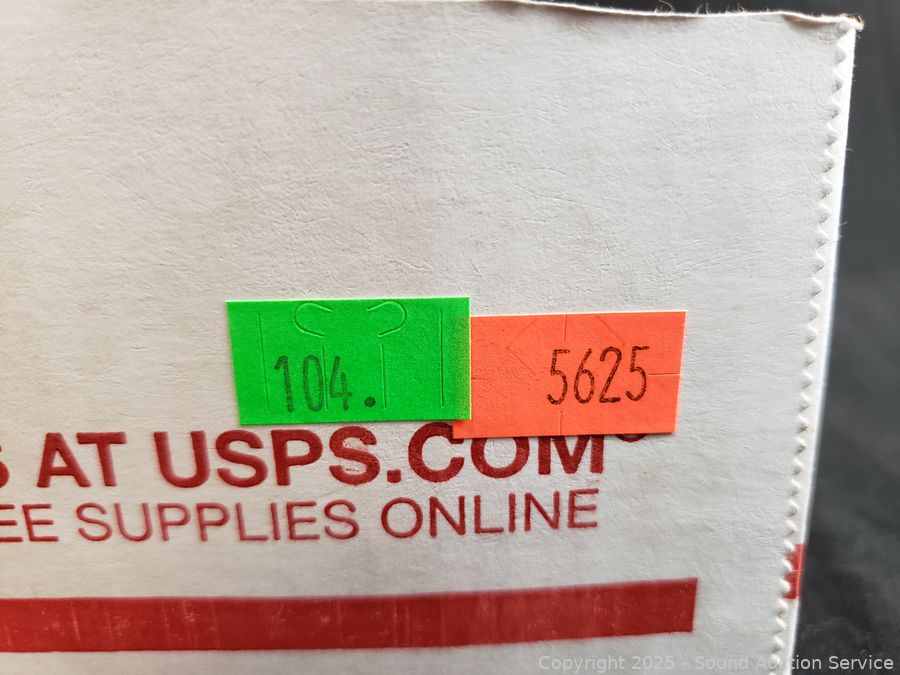 104.
5625
S AT USPS.COM®
EE SUPPLIES ONLINE
Copyright 2025 - Sound Auction Service